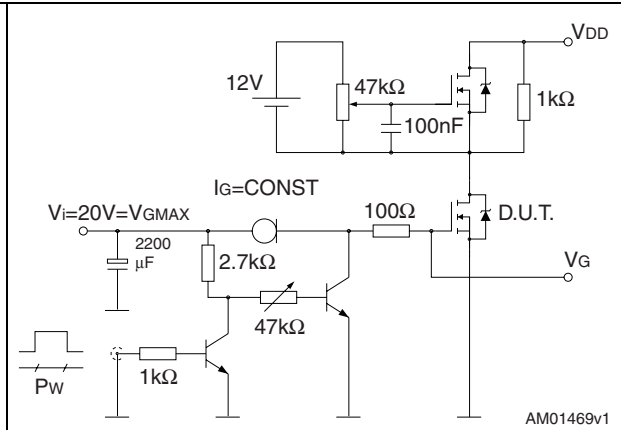 VDD
12V
47kΩ
1kΩ
100nF
IG=CONST
Vi=20V=VGMAX
100Ω
D.U.T.
2200
μF
2.7kΩ
VG
47kΩ
1kΩ
PW
AM01469v1